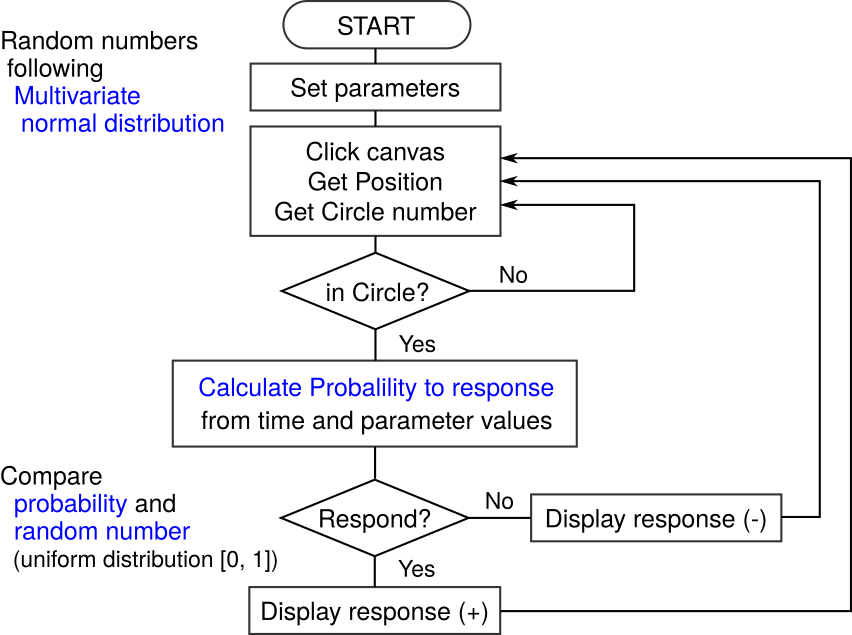 START
Random numbers
following
Multivariate
normal distribution
Set parameters
Click canvas
Get Position
Get Circle number
in Circle?
No
Yes
Calculate Probalility to response
from time and parameter values
Compare
probability and
random number
(uniform distribution [0, 1])
Respond?
No
Display response (-)
Yes
Display response (+)